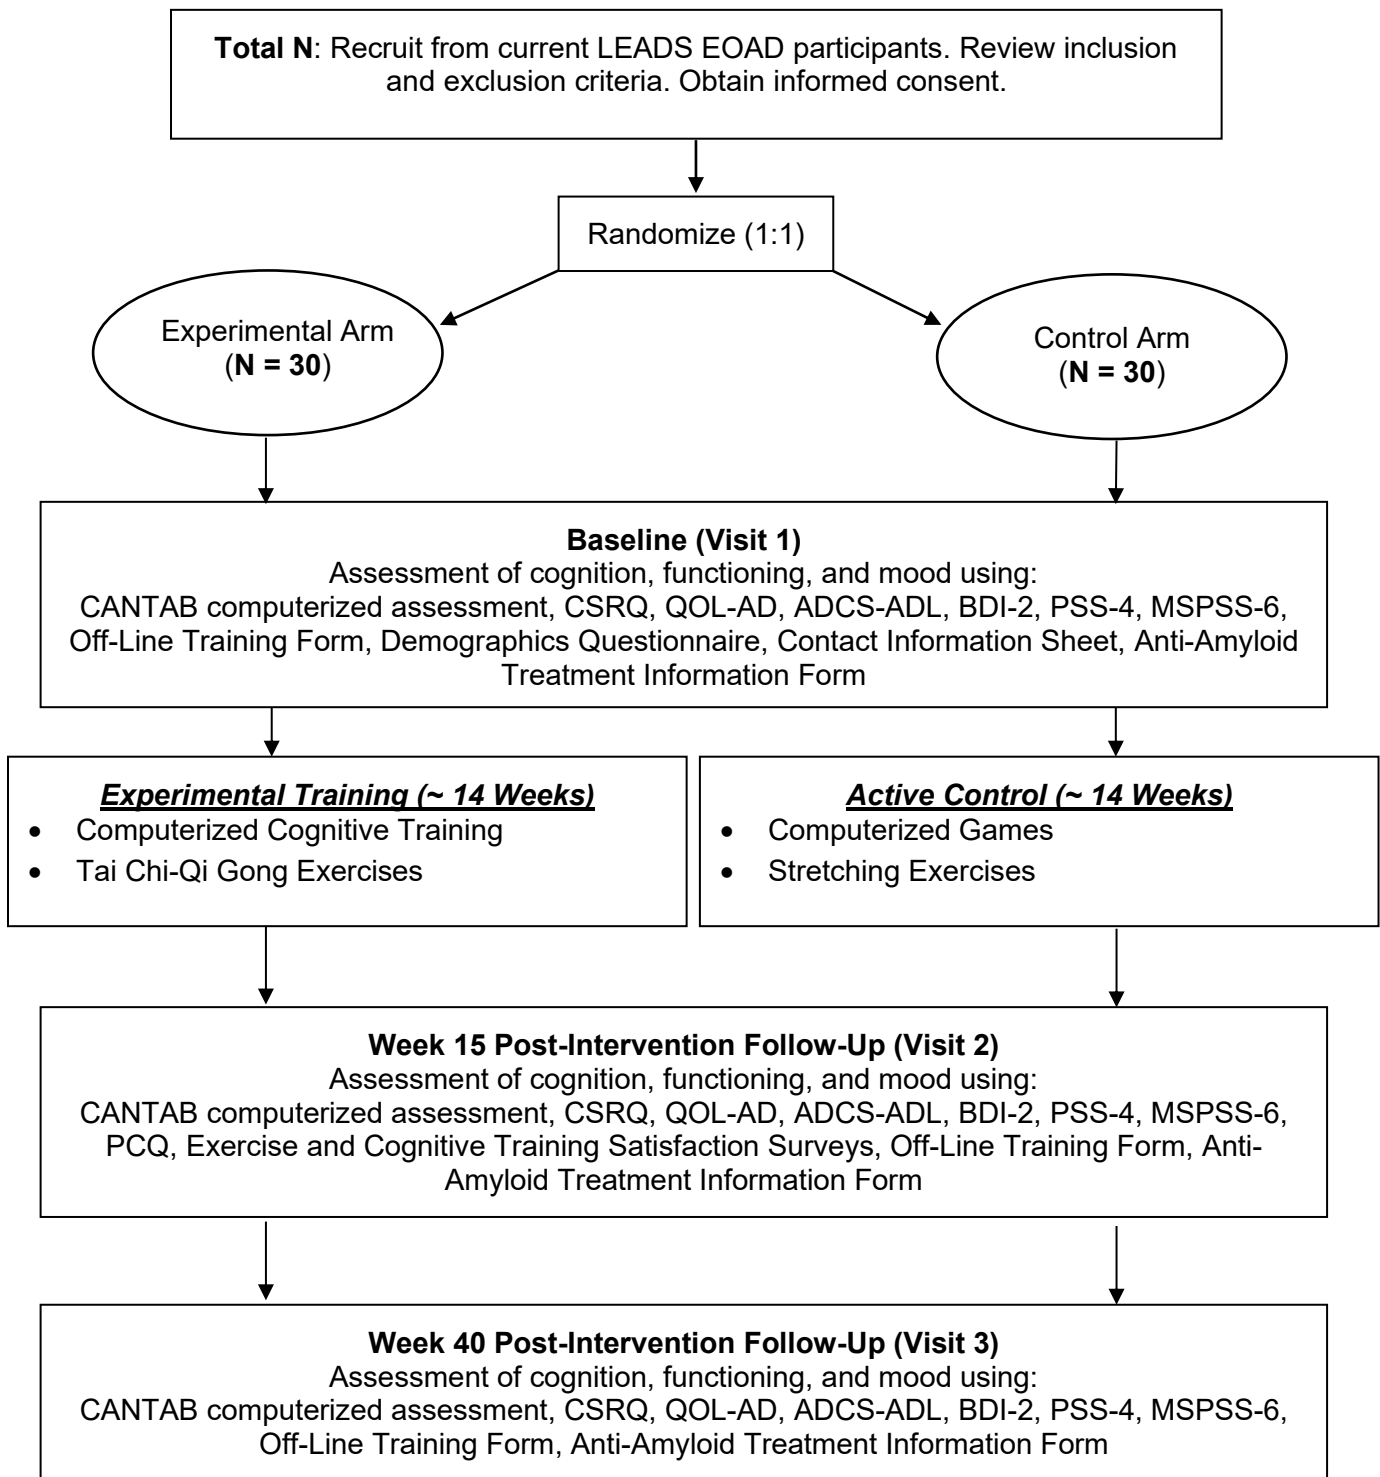 Total N: Recruit from current LEADS EOAD participants. Review inclusion
and exclusion criteria. Obtain informed consent.
Randomize (1:1)
Experimental Arm
(N = 30)
Control Arm
(N = 30)
Baseline (Visit 1)
Assessment of cognition, functioning, and mood using:
CANTAB computerized assessment, CSRQ, QOL-AD, ADCS-ADL, BDI-2, PSS-4, MSPSS-6,
Off-Line Training Form, Demographics Questionnaire, Contact Information Sheet, Anti-Amyloid
Treatment Information Form
Experimental Training (~ 14 Weeks)
• Computerized Cognitive Training
• Tai Chi-Qi Gong Exercises
Active Control (~ 14 Weeks)
• Computerized Games
• Stretching Exercises
Week 15 Post-Intervention Follow-Up (Visit 2)
Assessment of cognition, functioning, and mood using:
CANTAB computerized assessment, CSRQ, QOL-AD, ADCS-ADL, BDI-2, PSS-4, MSPSS-6,
PCQ, Exercise and Cognitive Training Satisfaction Surveys, Off-Line Training Form, Anti-
Amyloid Treatment Information Form
Week 40 Post-Intervention Follow-Up (Visit 3)
Assessment of cognition, functioning, and mood using:
CANTAB computerized assessment, CSRQ, QOL-AD, ADCS-ADL, BDI-2, PSS-4, MSPSS-6,
Off-Line Training Form, Anti-Amyloid Treatment Information Form